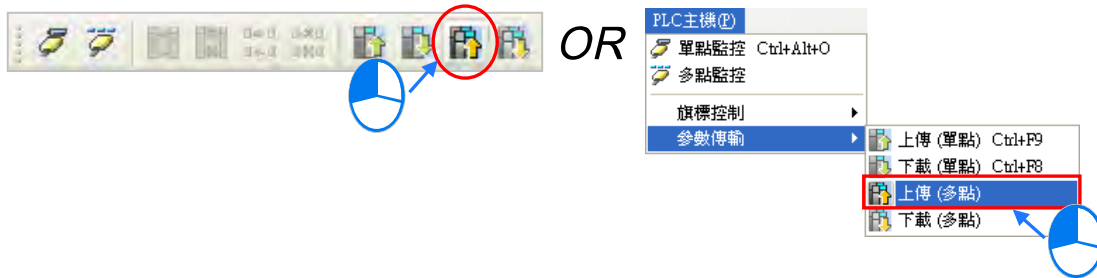 OR
PLC主機(P)
單點監控 Ctrl+Alt+O
多點監控
旗標控制
參數傳輸
上傳 (單點) Ctrl+F9
下載 (單點) Ctrl+F8
上傳 (多點)
下載 (多點)